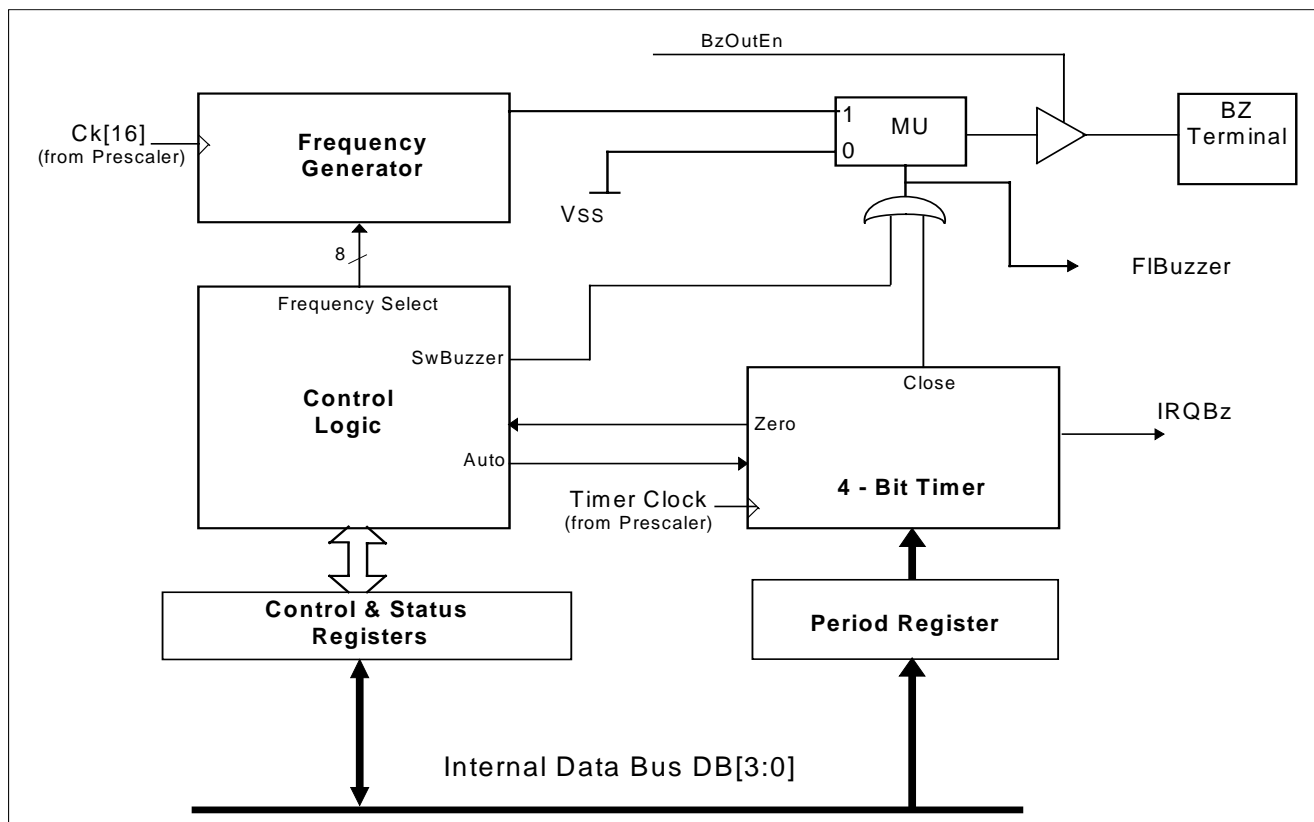 BzOutEn
Ck[16]
(from Prescaler)
Frequency
Generator
1
0
MU
BZ
Terminal
Vss
8
FlBuzzer
Frequency Select
SwBuzzer
Control
Logic
Auto
Close
Zero
4 - Bit Timer
IRQBz
Timer Clock
(from Prescaler)
Control & Status
Registers
Period Register
Internal Data Bus DB[3:0]